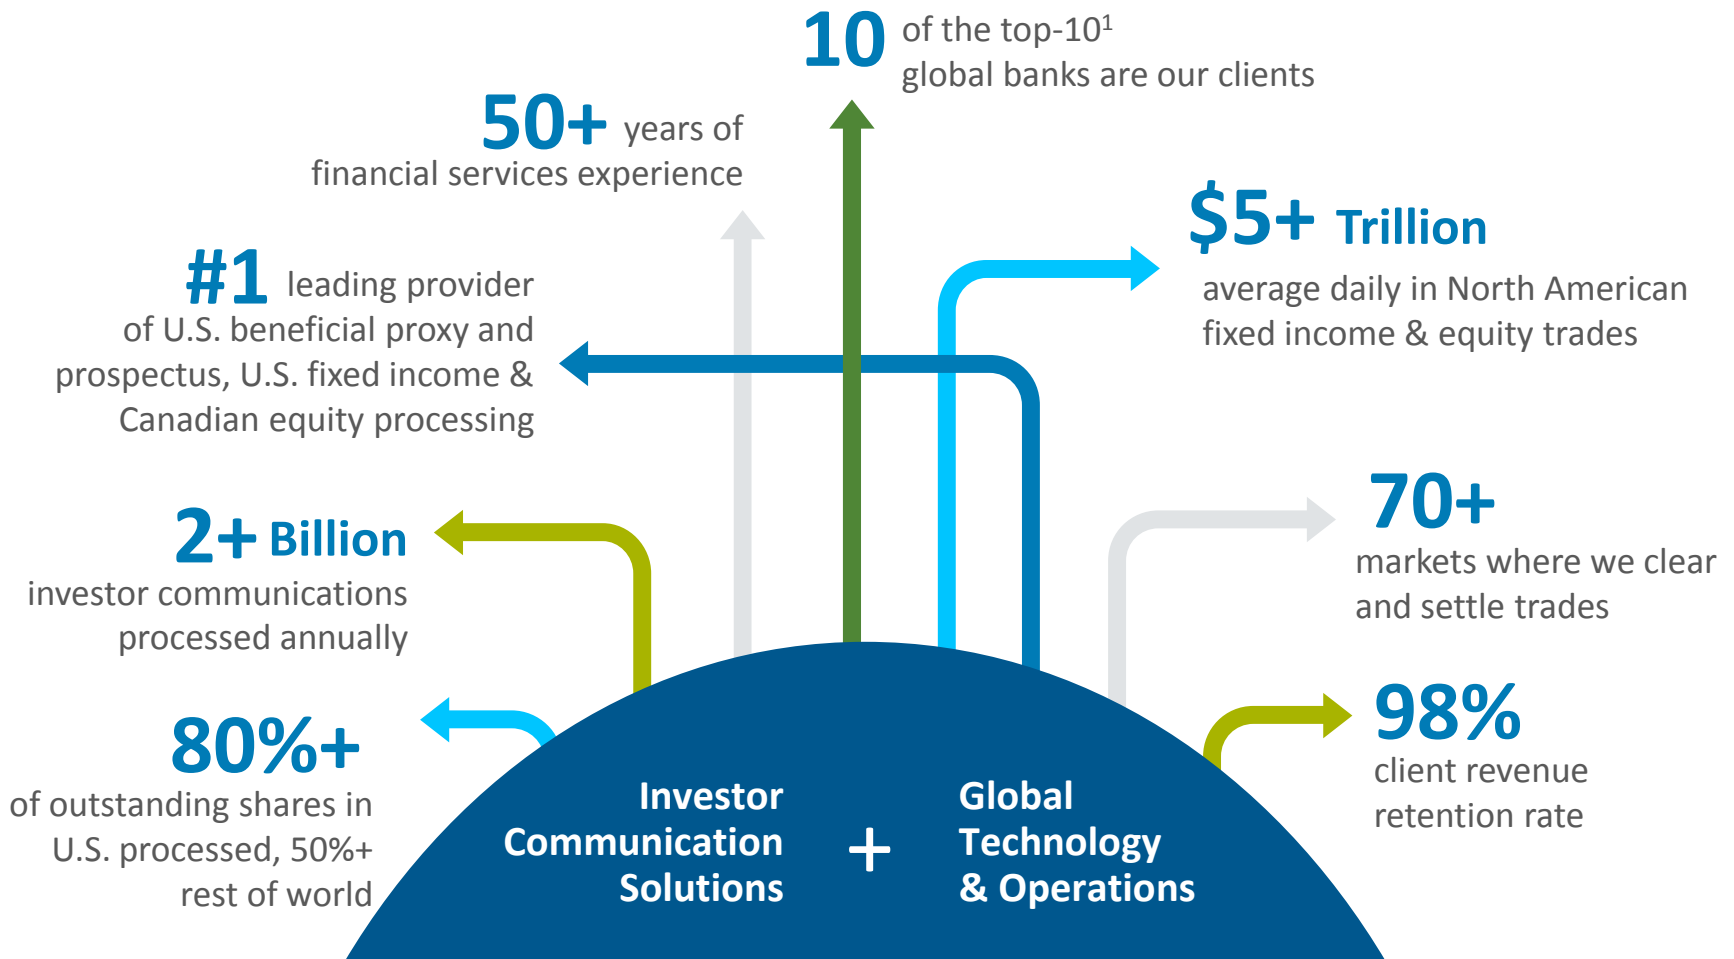 10 of the top-10¹
global banks are our clients
50+ years of
financial services experience
$5+ Trillion
average daily in North American
fixed income & equity trades
#1 leading provider
of U.S. beneficial proxy and
prospectus, U.S. fixed income &
Canadian equity processing
70+
markets where we clear
and settle trades
2+ Billion
investor communications
processed annually
98%
client revenue
retention rate
80%+
of outstanding shares in
U.S. processed, 50%+
rest of world
Investor
Communication
Solutions
+
Global
Technology
& Operations